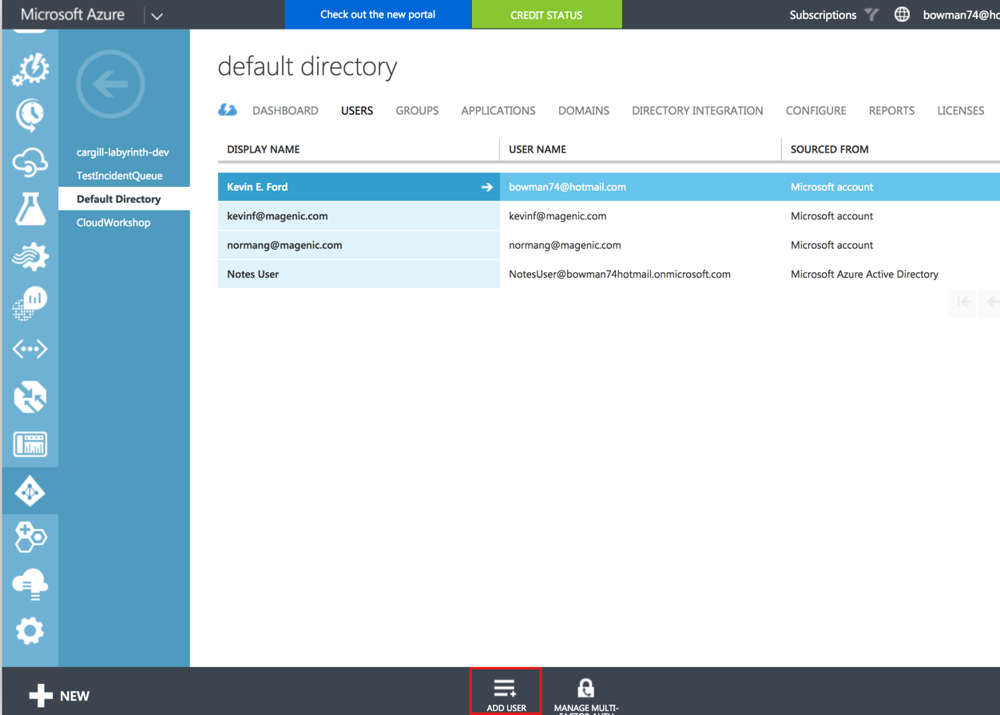 Microsoft Azure
Check out the new portal
CREDIT STATUS
Subscriptions
bowman74@ho
cargill-labyrinth-dev
TestIncidentQueue
Default Directory
CloudWorkshop
default directory
DASHBOARD USERS GROUPS APPLICATIONS DOMAINS DIRECTORY INTEGRATION CONFIGURE REPORTS LICENSES
DISPLAY NAME USER NAME SOURCED FROM
Kevin E. Ford bowman74@hotmail.com Microsoft account
kevinf@magenic.com kevinf@magenic.com Microsoft account
normang@magenic.com normang@magenic.com Microsoft account
Notes User NotesUser@bowman74hotmail.onmicrosoft.com Microsoft Azure Active Directory
NEW
ADD USER
MANAGE MULTI-
FACTOR AUTH